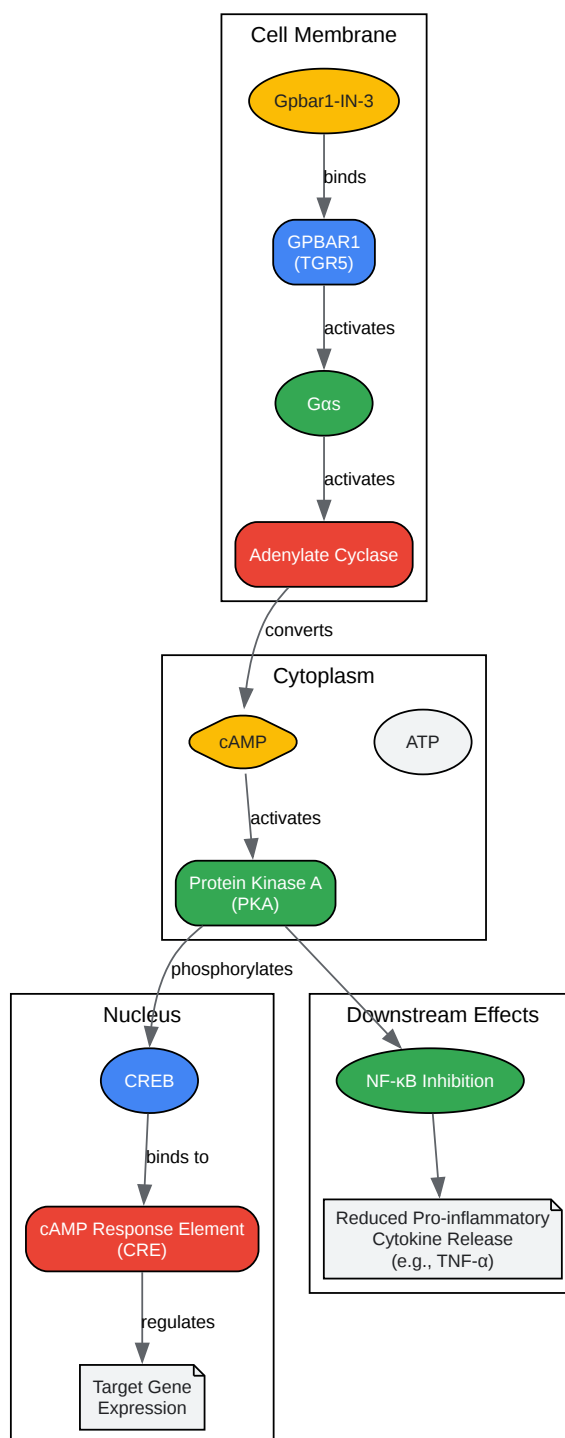 Cell Membrane
Gpbar1-IN-3
binds
GPBAR1
(TGR5)
activates
Gαs
activates
Adenylate Cyclase
converts
Cytoplasm
cAMP
ATP
activates
Protein Kinase A
(PKA)
phosphorylates
Nucleus
CREB
binds to
cAMP Response Element
(CRE)
regulates
Target Gene
Expression
Downstream Effects
NF-κB Inhibition
Reduced Pro-inflammatory
Cytokine Release
(e.g., TNF-α)